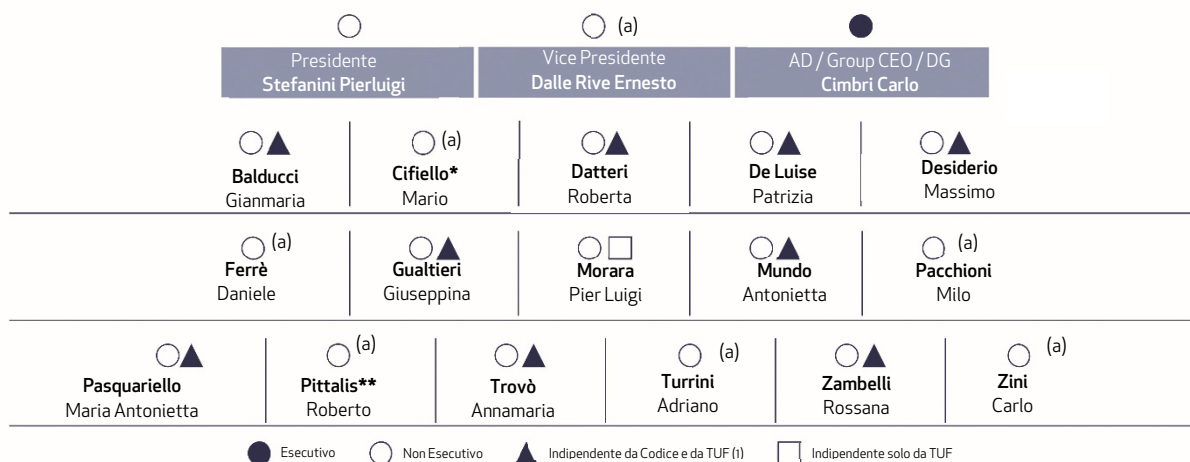 (a)
Presidente
Stefanini Pierluigi
Vice Presidente
Dalle Rive Ernesto
AD / Group CEO / DG
Cimbri Carlo
Balducci
Gianmaria
(a)
Cifiello*
Mario
Datteri
Roberta
De Luise
Patrizia
Desiderio
Massimo
(a)
Ferrè
Daniele
Gualtieri
Giuseppina
Morara
Pier Luigi
Mundo
Antonietta
(a)
Pacchioni
Milo
Pasquariello
Maria Antonietta
(a)
Pittalis**
Roberto
Trovò
Annamaria
(a)
Turrini
Adriano
Zambelli
Rossana
(a)
Zini
Carlo
Esecutivo
Non Esecutivo
Indipendente da Codice e da TUF (1)
Indipendente solo da TUF